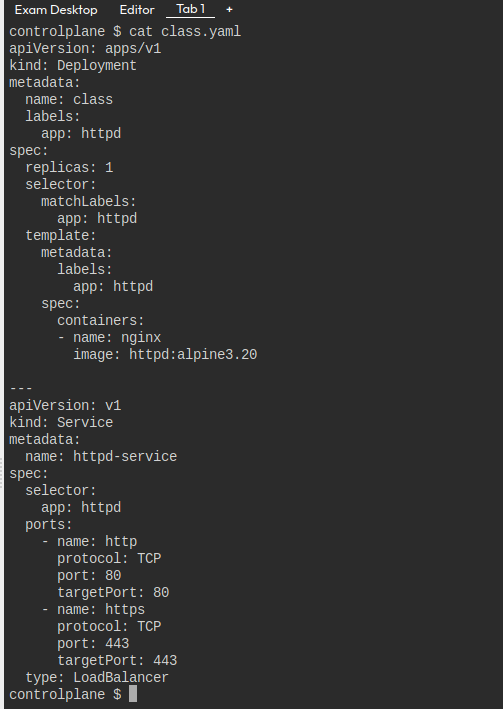 Exam Desktop Editor Tab 1 +
controlplane $ cat class.yaml
apiVersion: apps/v1
kind: Deployment
metadata:
  name: class
  labels:
    app: httpd
spec:
  replicas: 1
  selector:
    matchLabels:
      app: httpd
  template:
    metadata:
      labels:
        app: httpd
    spec:
      containers:
      - name: nginx
        image: httpd:alpine3.20

---
apiVersion: v1
kind: Service
metadata:
  name: httpd-service
spec:
  selector:
    app: httpd
  ports:
    - name: http
      protocol: TCP
      port: 80
      targetPort: 80
    - name: https
      protocol: TCP
      port: 443
      targetPort: 443
  type: LoadBalancer
controlplane $